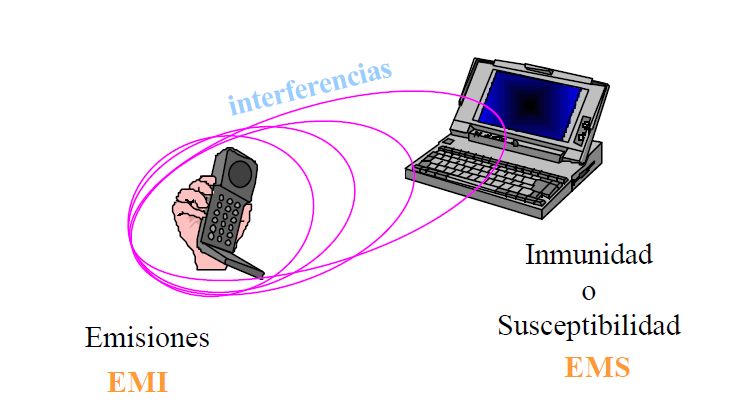 interferencias
Inmunidad
o
Susceptibilidad
EMS
Emisiones
EMI